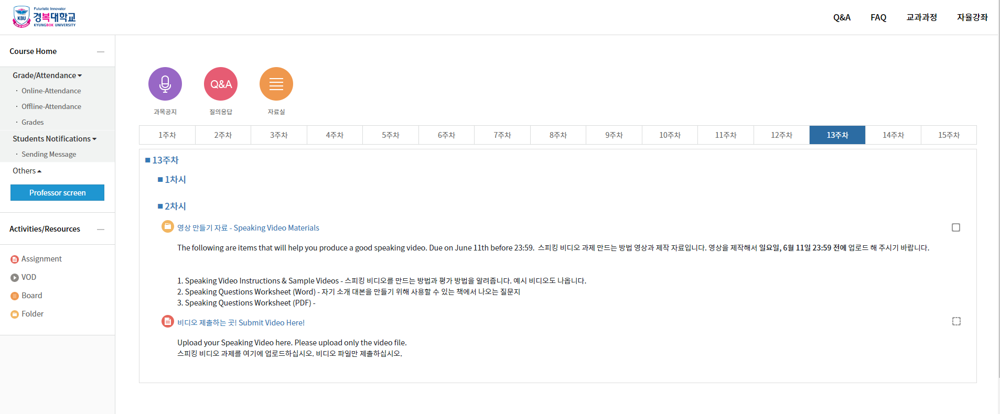 Futuristic Innovator
KBU
경복대학교
KYUNGBOK UNIVERSITY
Q&A
FAQ
교과과정
자율강좌
Course Home
Grade/Attendance
· Online-Attendance
· Offline-Attendance
· Grades
Students Notifications
· Sending Message
Others
Professor screen
Activities/Resources
Assignment
VOD
Board
Folder
Q&A
과목공지
질의응답
자료실
1주차
2주차
3주차
4주차
5주차
6주차
7주차
8주차
9주차
10주차
11주차
12주차
13주차
14주차
15주차
■ 13주차
■ 1차시
■ 2차시
영상 만들기 자료 - Speaking Video Materials
The following are items that will help you produce a good speaking video. Due on June 11th before 23:59. 스피킹 비디오 과제 만드는 방법 영상과 제작 자료입니다. 영상을 제작해서 일요일, 6월 11일 23:59 전에 업로드 해 주시기 바랍니다.
1. Speaking Video Instructions & Sample Videos - 스피킹 비디오를 만드는 방법과 평가 방법을 알려줍니다. 예시 비디오도 나옵니다.
2. Speaking Questions Worksheet (Word) - 자기 소개 대본을 만들기 위해 사용할 수 있는 책에서 나오는 질문지
3. Speaking Questions Worksheet (PDF) -
비디오 제출하는 곳! Submit Video Here!
Upload your Speaking Video here. Please upload only the video file.
스피킹 비디오 과제를 여기에 업로드하십시오. 비디오 파일만 제출하십시오.